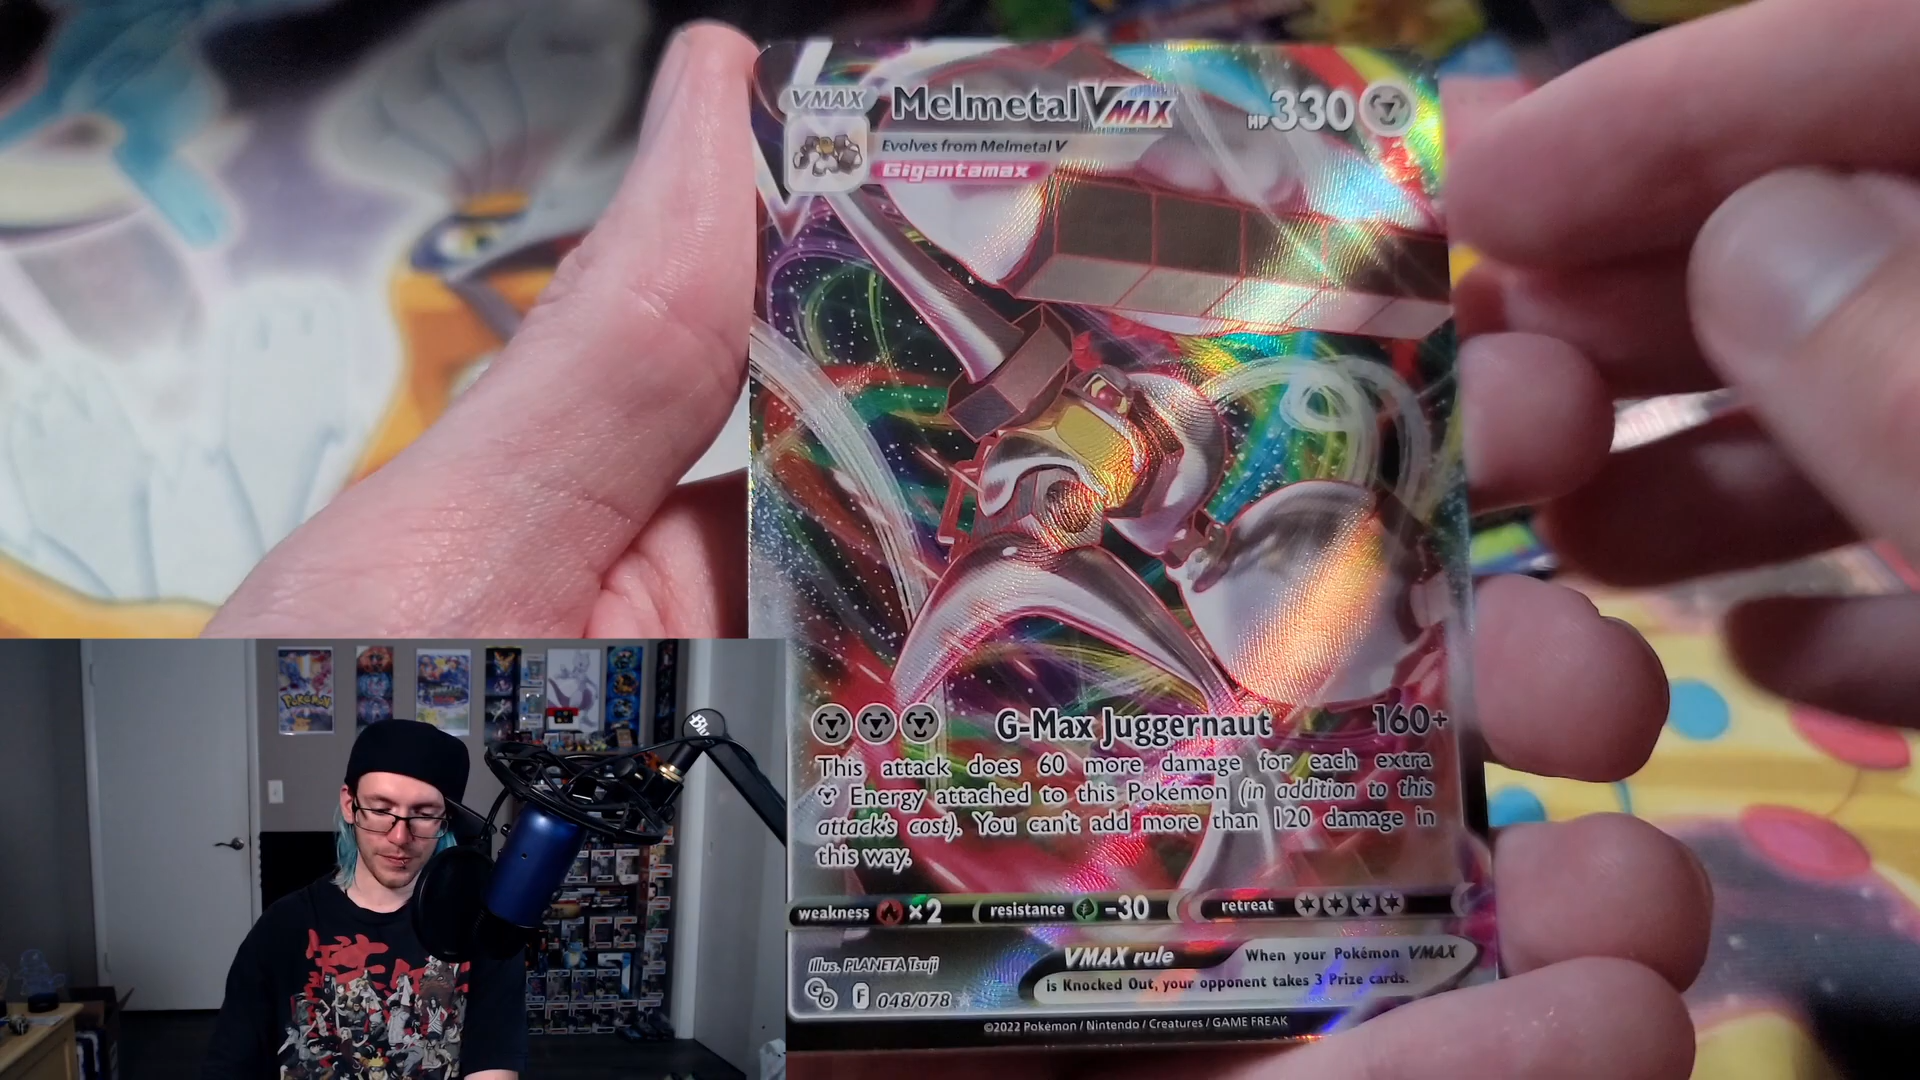 VMAX
Melmetal VMAX
HP 330
Evolves from Melmetal V
Gigantamax
G-Max Juggernaut 160+
This attack does 60 more damage for each extra
Energy attached to this Pokémon (in addition to this
attack's cost). You can't add more than 120 damage in
this way.
weakness ×2 resistance -30 retreat
Illus. PLANETA Tsuji
VMAX rule When your Pokémon VMAX
is Knocked Out, your opponent takes 3 Prize cards.
GO F 048/078
©2022 Pokémon / Nintendo / Creatures / GAME FREAK
POKÉMON
Blu